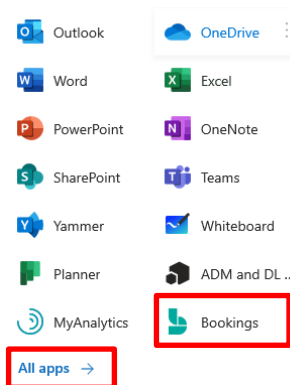 Outlook OneDrive
Word Excel
PowerPoint OneNote
SharePoint Teams
Yammer Whiteboard
Planner ADM and DL ..
MyAnalytics Bookings
All apps →